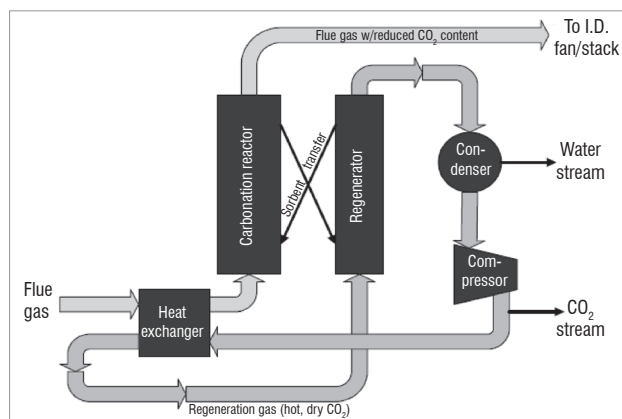 Flue gas w/reduced CO₂ content
To I.D.
fan/stack
Carbonation reactor
Sorbent transfer
Regenerator
Con-
denser
Water
stream
Com-
pressor
Flue
gas
Heat
exchanger
CO₂
stream
Regeneration gas (hot, dry CO₂)